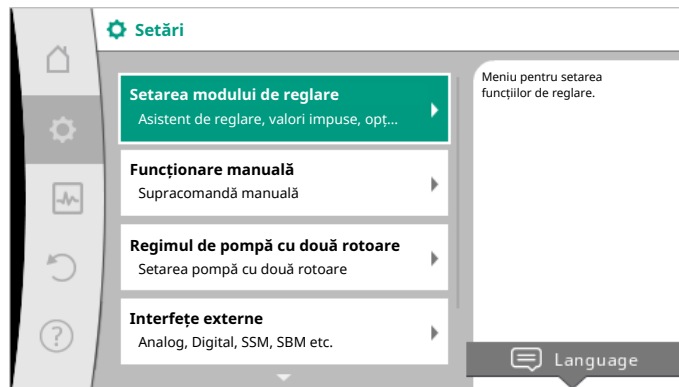 Setări
Setarea modului de reglare
Asistent de reglare, valori impuse, opț...
Funcționare manuală
Supracomandă manuală
Regimul de pompă cu două rotoare
Setarea pompă cu două rotoare
Interfețe externe
Analog, Digital, SSM, SBM etc.
Meniu pentru setarea
funcțiilor de reglare.
Language